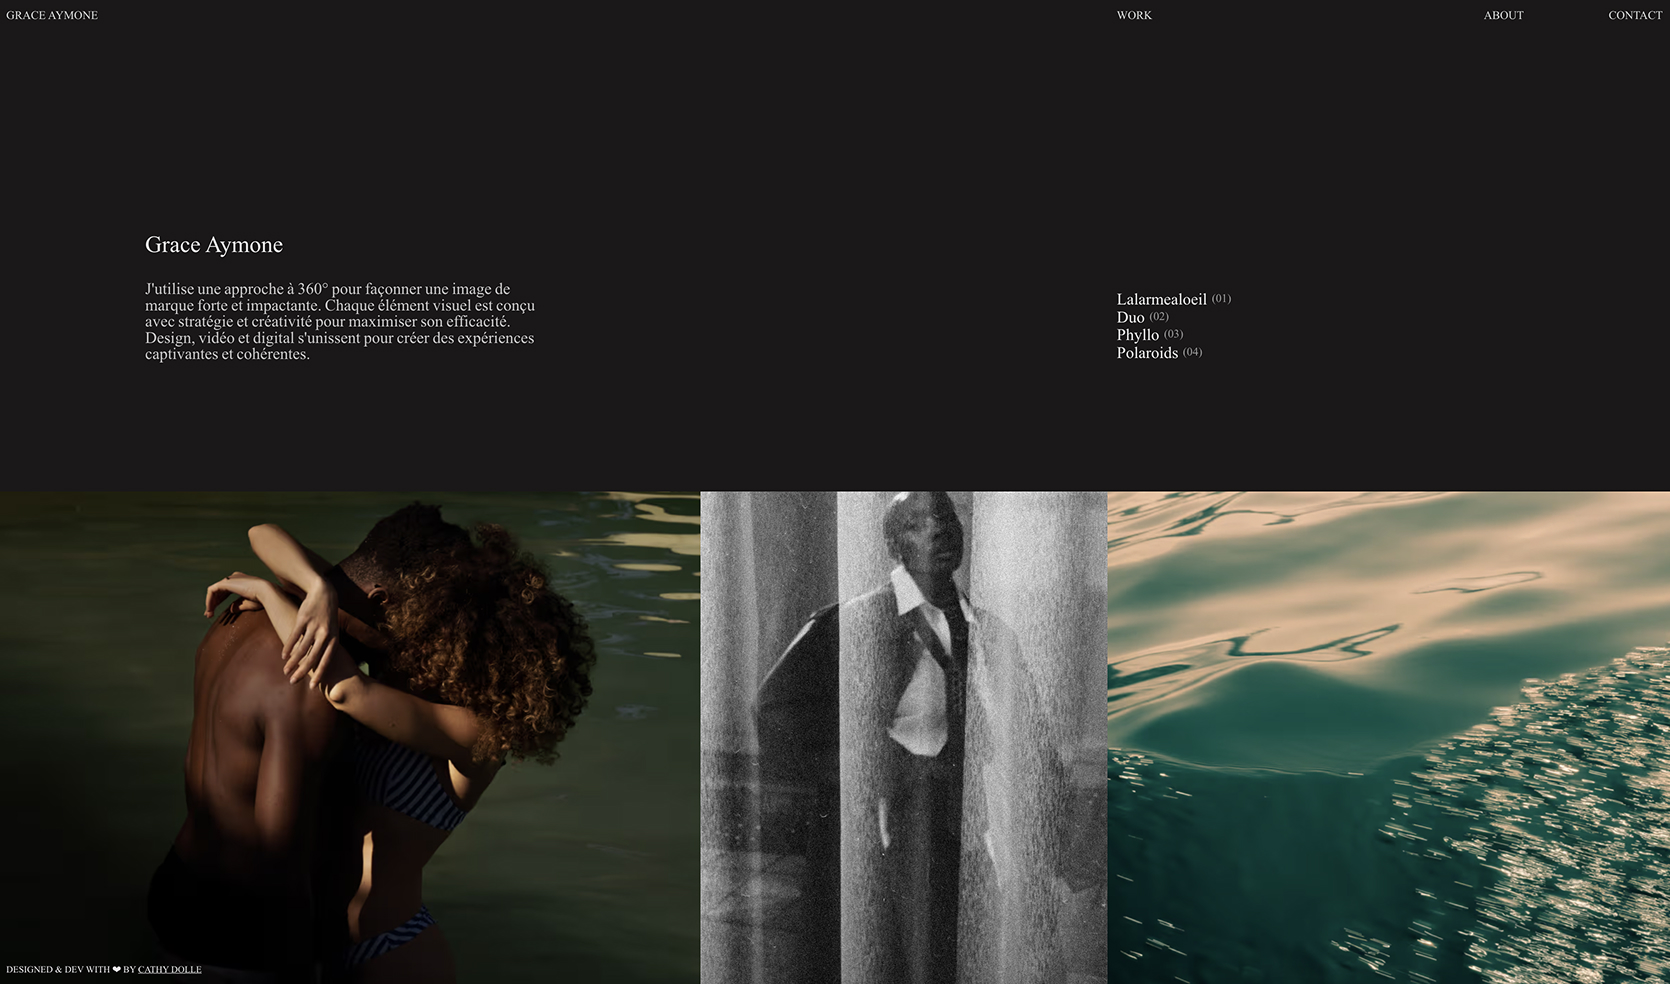 GRACE AYMONE
WORK
ABOUT
CONTACT
Grace Aymone
J'utilise une approche à 360° pour façonner une image de
marque forte et impactante. Chaque élément visuel est conçu
avec stratégie et créativité pour maximiser son efficacité.
Design, vidéo et digital s'unissent pour créer des expériences
captivantes et cohérentes.
Lalarmealoeil (01)
Duo (02)
Phyllo (03)
Polaroids (04)
DESIGNED & DEV WITH ❤ BY CATHY DOLLE